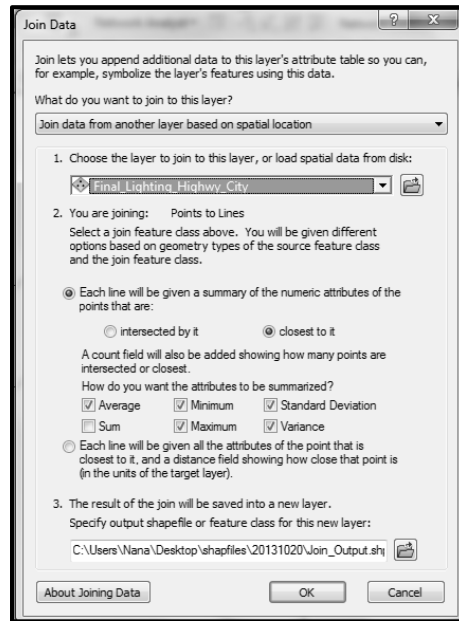 Join Data
Join lets you append additional data to this layer's attribute table so you can,
for example, symbolize the layer's features using this data.
What do you want to join to this layer?
Join data from another layer based on spatial location
1. Choose the layer to join to this layer, or load spatial data from disk:
Final_Lighting_Highwy_City
2. You are joining: Points to Lines
Select a join feature class above. You will be given different
options based on geometry types of the source feature class
and the join feature class.
Each line will be given a summary of the numeric attributes of the
points that are:
intersected by it closest to it
A count field will also be added showing how many points are
intersected or closest.
How do you want the attributes to be summarized?
Average Minimum Standard Deviation
Sum Maximum Variance
Each line will be given all the attributes of the point that is
closest to it, and a distance field showing how close that point is
(in the units of the target layer).
3. The result of the join will be saved into a new layer.
Specify output shapefile or feature class for this new layer:
C:\Users\Nana\Desktop\shapfiles\20131020\Join_Output.sh
About Joining Data OK Cancel